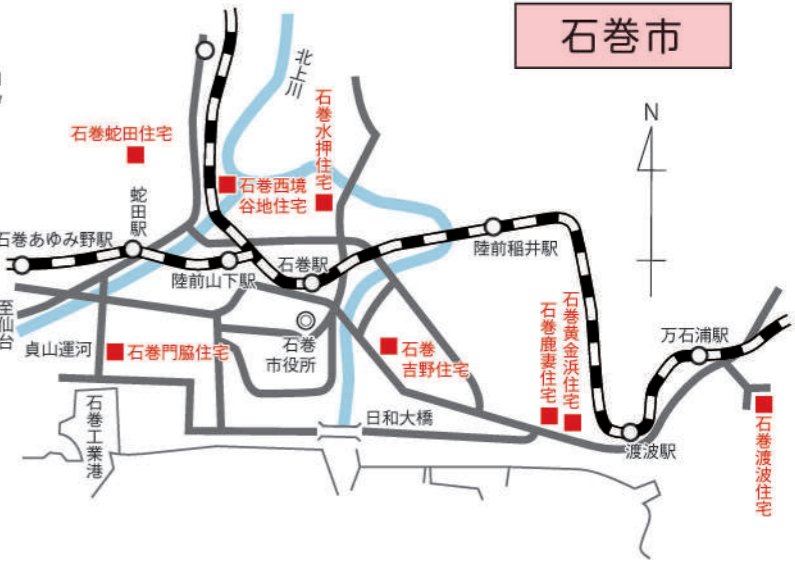 石巻市
N
北上川
石巻水押住宅
石巻蛇田住宅
石巻西境
谷地住宅
蛇田駅
石巻あゆみ野駅
陸前山下駅
石巻駅
陸前稲井駅
至仙台
貞山運河
石巻門脇住宅
石巻
市役所
石巻
吉野住宅
石巻鹿妻住宅
石巻黄金浜住宅
万石浦駅
石巻工業港
日和大橋
渡波駅
石巻渡波住宅